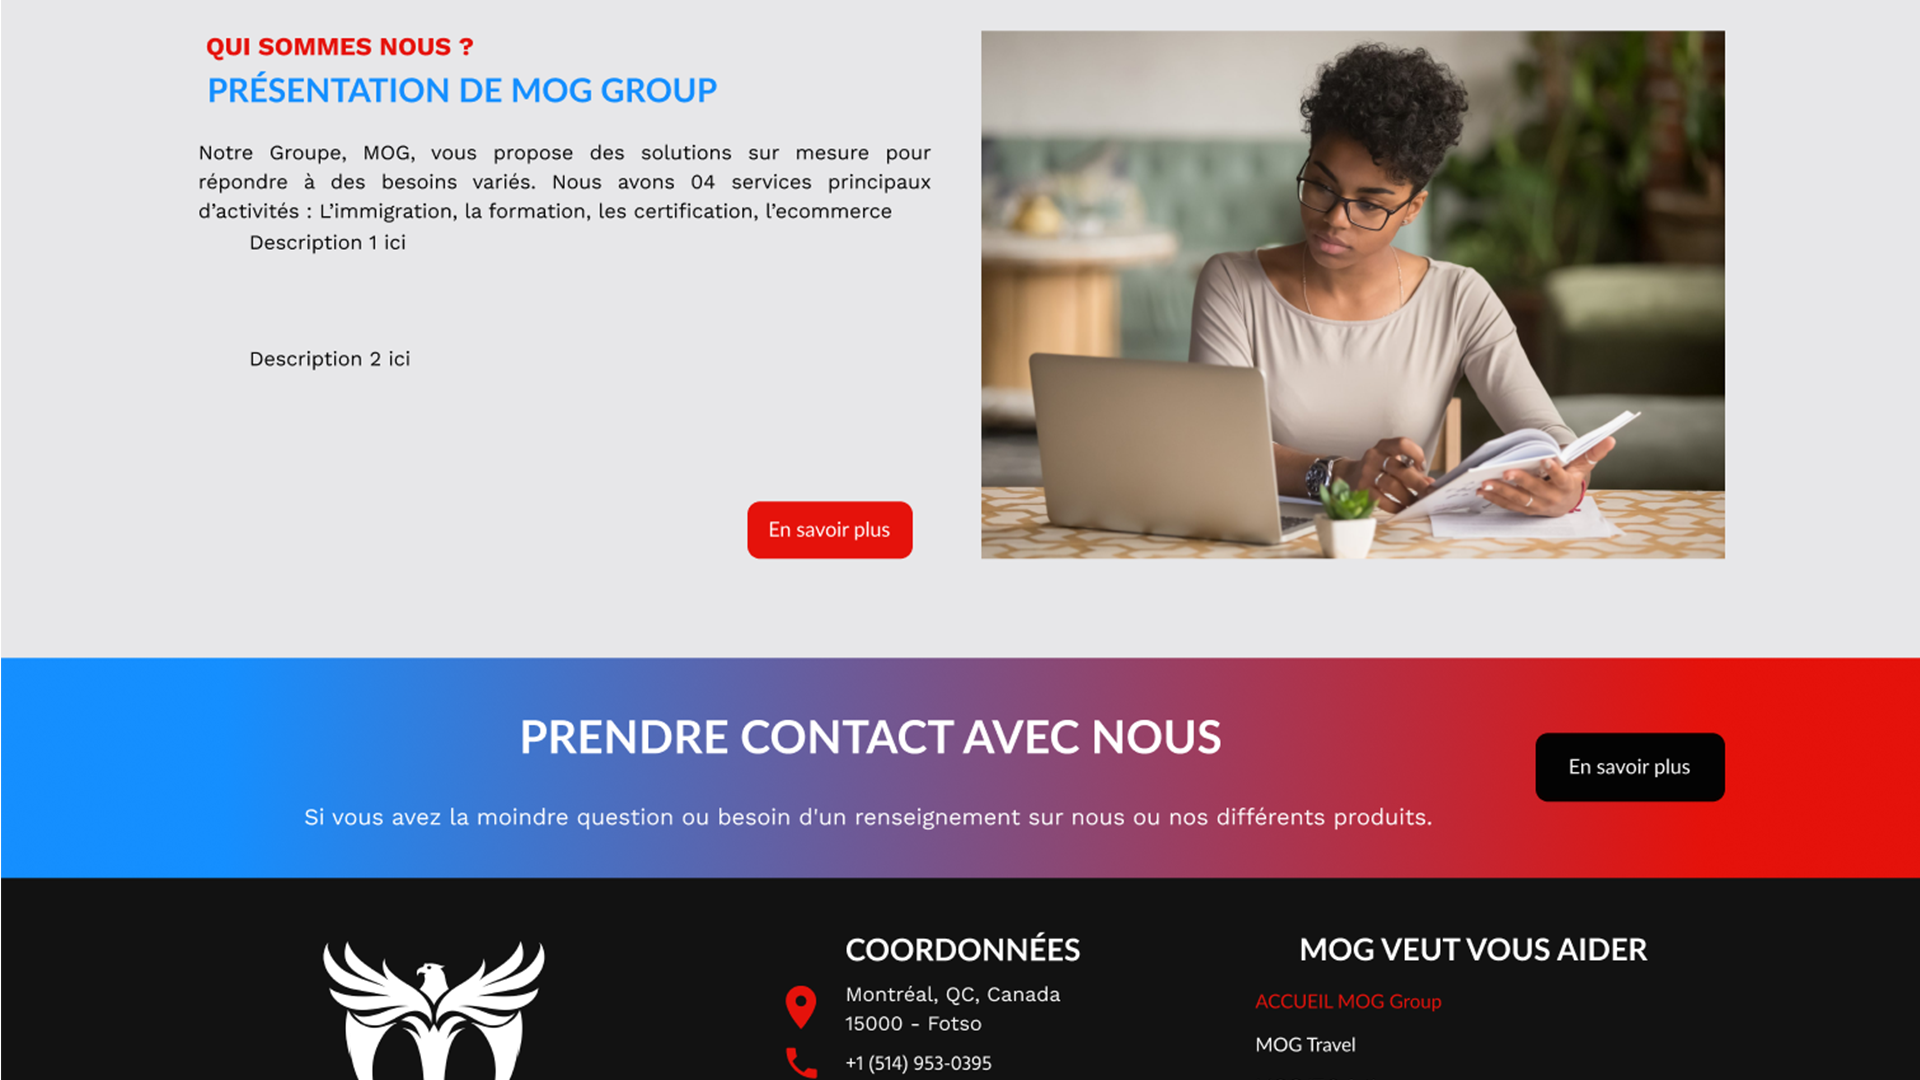 QUI SOMMES NOUS ?
PRÉSENTATION DE MOG GROUP
Notre Groupe, MOG, vous propose des solutions sur mesure pour
répondre à des besoins variés. Nous avons 04 services principaux
d’activités : L’immigration, la formation, les certification, l’ecommerce
Description 1 ici
Description 2 ici
En savoir plus
PRENDRE CONTACT AVEC NOUS
Si vous avez la moindre question ou besoin d'un renseignement sur nous ou nos différents produits.
En savoir plus
COORDONNÉES
Montréal, QC, Canada
15000 - Fotso
+1 (514) 953-0395
MOG VEUT VOUS AIDER
ACCUEIL MOG Group
MOG Travel